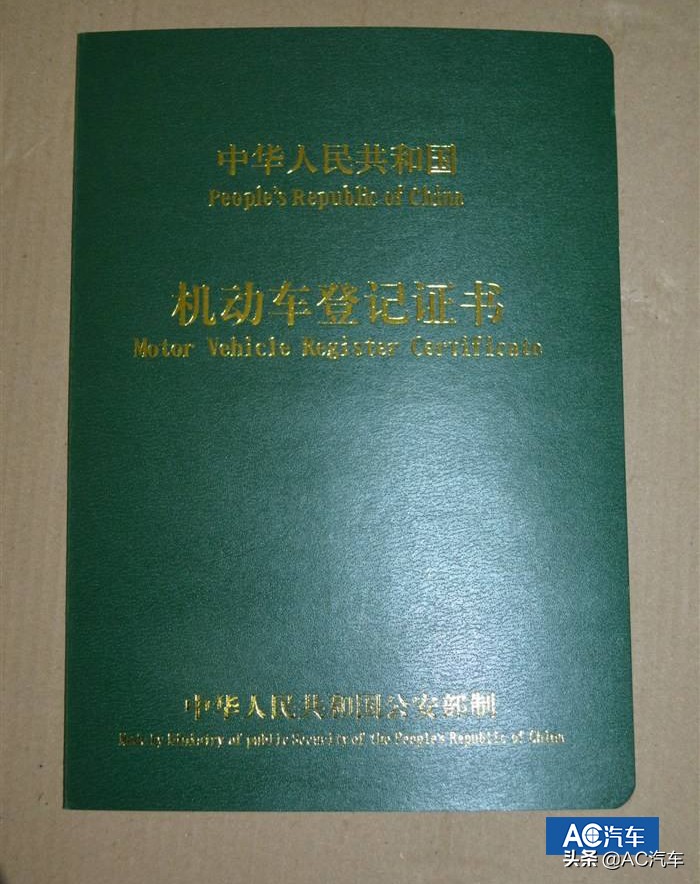 中华人民共和国
People's Republic of China
机动车登记证书
Motor Vehicle Register Certificate
中华人民共和国公安部制
Made by Ministry of public Security of the People's Republic of China
AC汽车
头条 @AC汽车